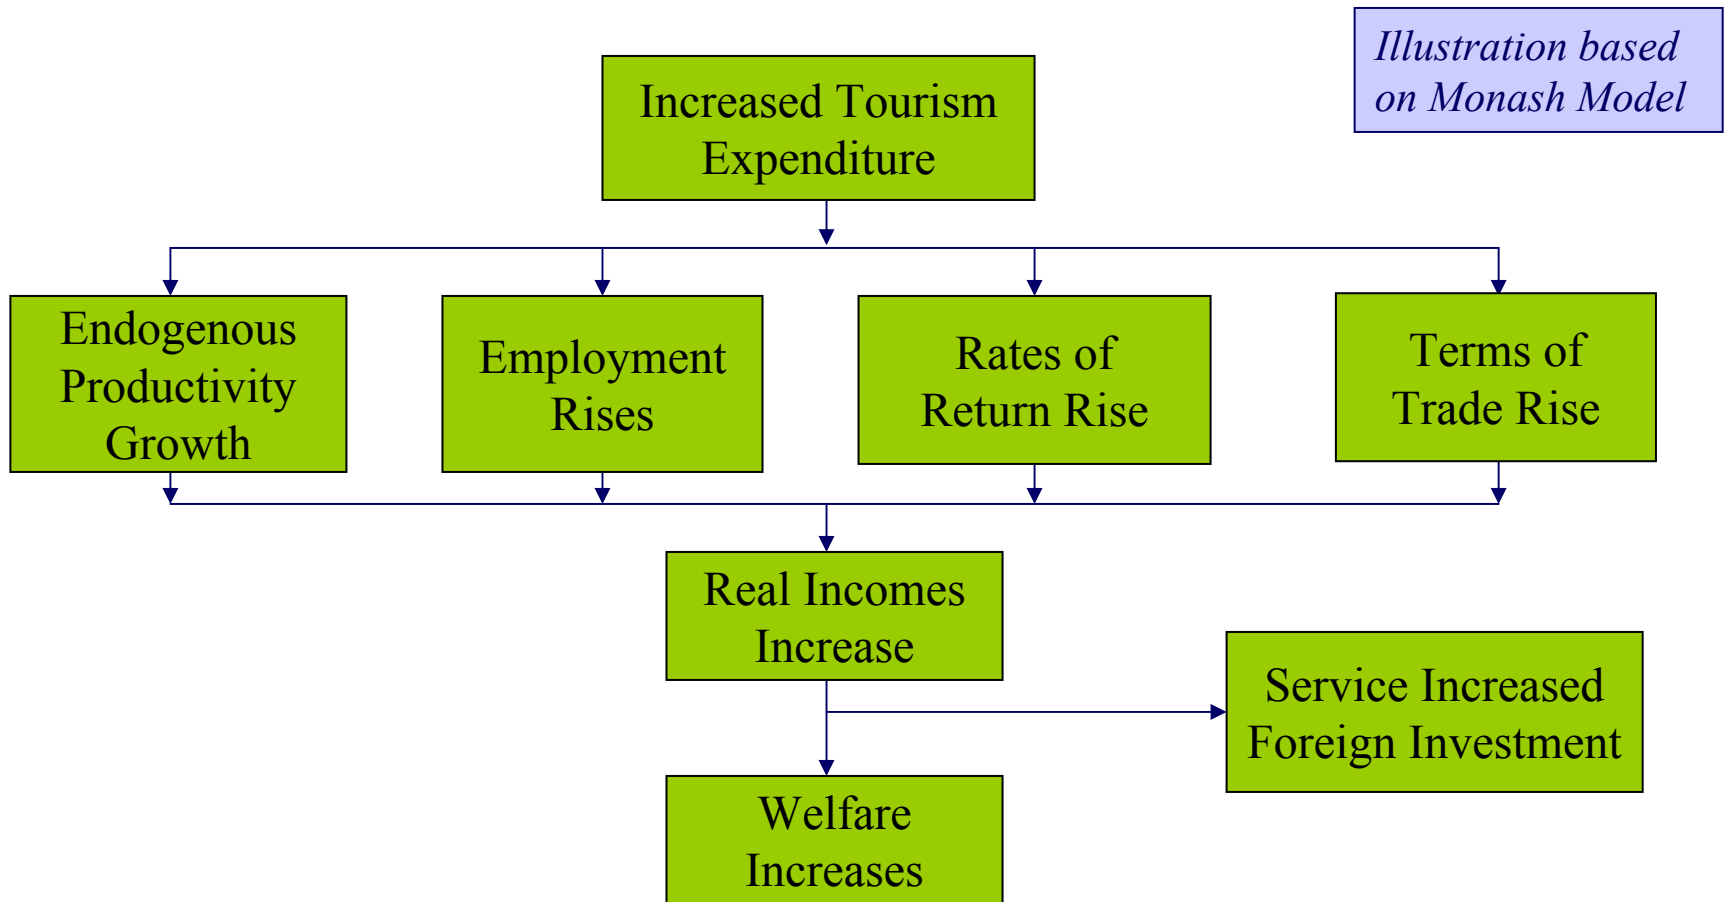 Illustration based
on Monash Model
Increased Tourism
Expenditure
Endogenous
Productivity
Growth
Employment
Rises
Rates of
Return Rise
Terms of
Trade Rise
Real Incomes
Increase
Service Increased
Foreign Investment
Welfare
Increases